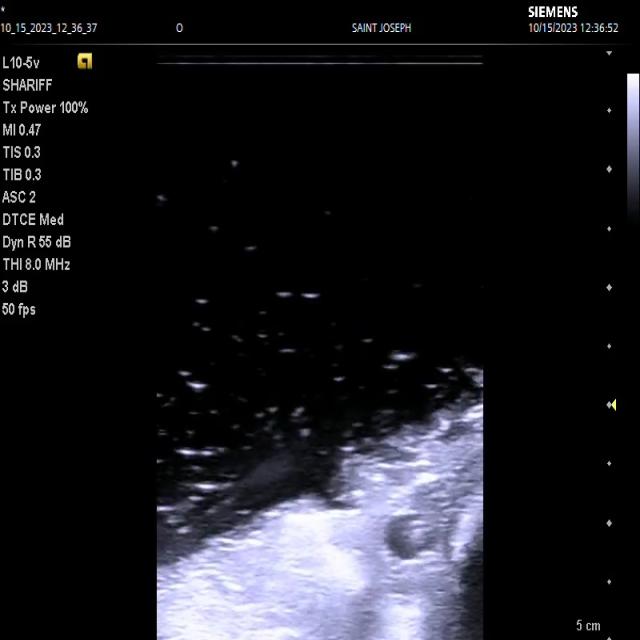 *
SIEMENS
10_15_2023_12_36_37 O SAINT JOSEPH 10/15/2023 12:36:52
L10-5v
SHARIFF
Tx Power 100%
MI 0.47
TIS 0.3
TIB 0.3
ASC 2
DTCE Med
Dyn R 55 dB
THI 8.0 MHz
3 dB
50 fps
5 cm